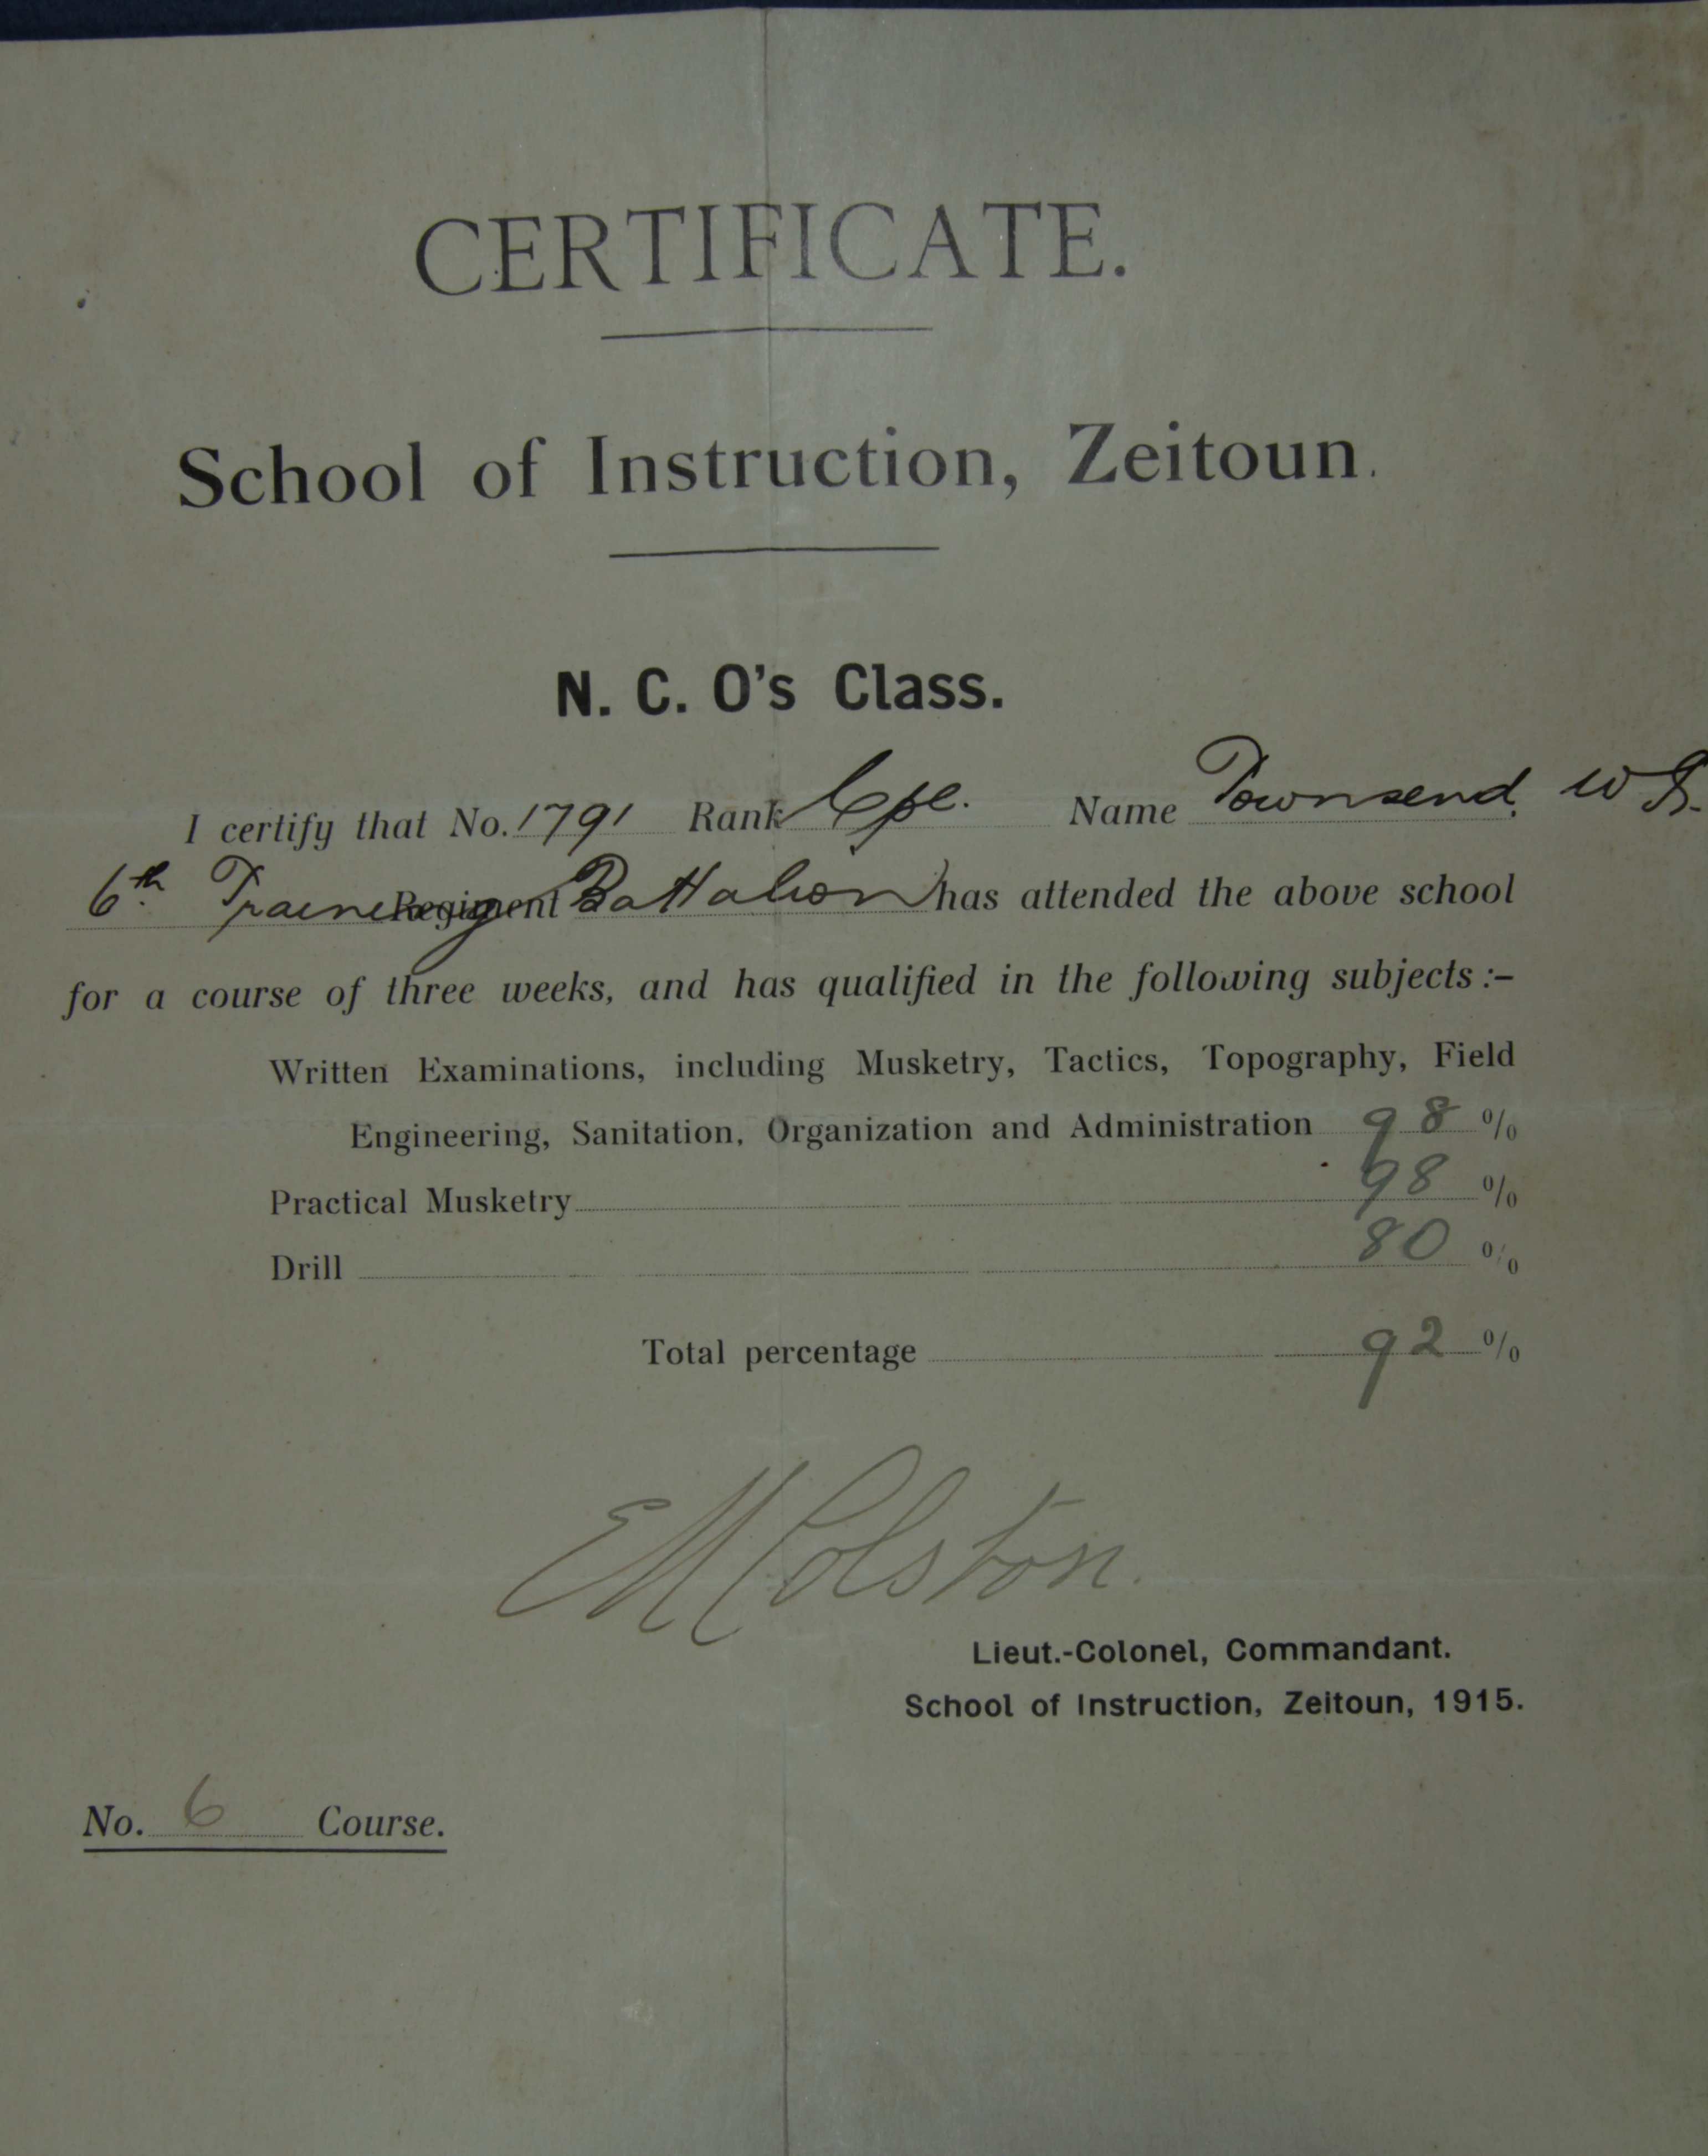 CERTIFICATE.
School of Instruction, Zeitoun.
N. C. O's Class.
I certify that No. 1791 Rank Cpl. Name Townsend, W
6th Training Regiment Battalion has attended the above school
for a course of three weeks, and has qualified in the following subjects :-
Written Examinations, including Musketry, Tactics, Topography, Field
Engineering, Sanitation, Organization and Administration 98 %
Practical Musketry 98 %
Drill 80 %
Total percentage 92 %
EM Colston.
Lieut.-Colonel, Commandant.
School of Instruction, Zeitoun, 1915.
No. 6 Course.